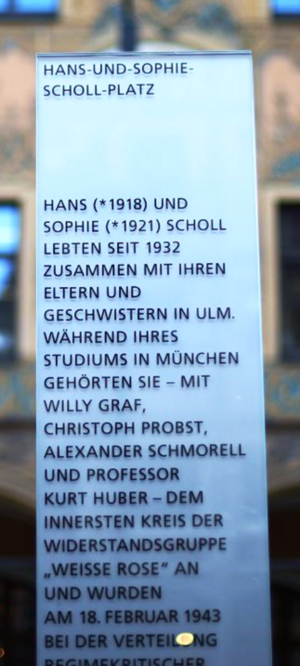 HANS-UND-SOPHIE-
SCHOLL-PLATZ
HANS (*1918) UND
SOPHIE (*1921) SCHOLL
LEBTEN SEIT 1932
ZUSAMMEN MIT IHREN
ELTERN UND
GESCHWISTERN IN ULM.
WÄHREND IHRES
STUDIUMS IN MÜNCHEN
GEHÖRTEN SIE – MIT
WILLY GRAF,
CHRISTOPH PROBST,
ALEXANDER SCHMORELL
UND PROFESSOR
KURT HUBER – DEM
INNERSTEN KREIS DER
WIDERSTANDSGRUPPE
„WEISSE ROSE“ AN
UND WURDEN
AM 18. FEBRUAR 1943
BEI DER VERTEILUNG
REGIMEKRITISCHER